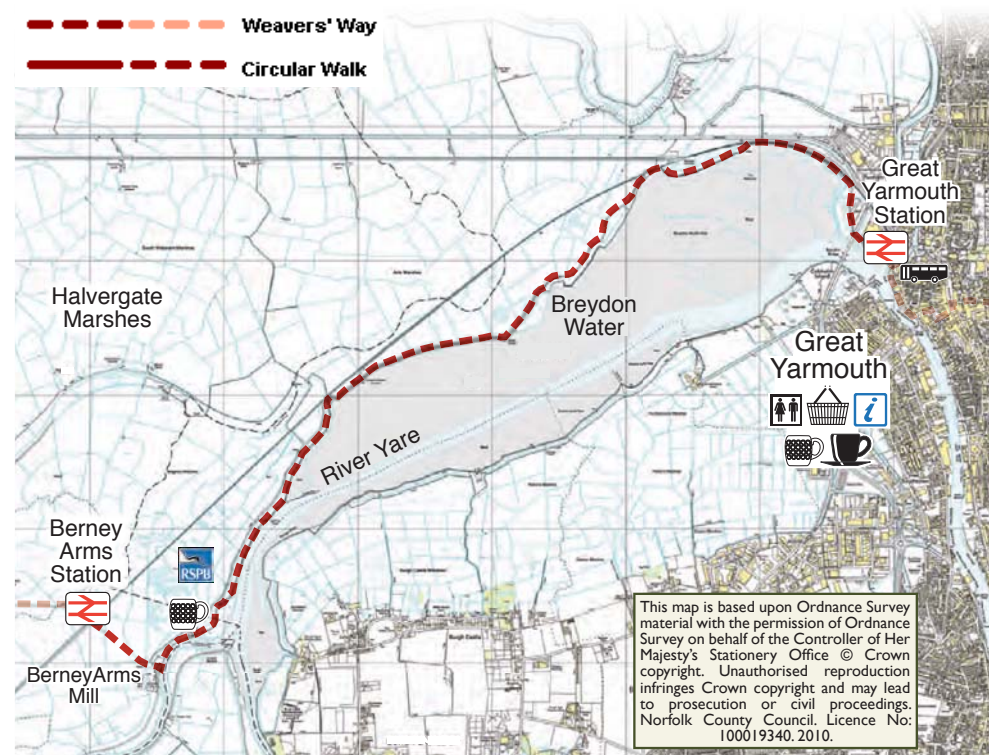 Weavers' Way
Circular Walk
Great
Yarmouth
Station
Halvergate
Marshes
Breydon
Water
Great
Yarmouth
i
River Yare
Berney
Arms
Station
RSPB
BerneyArms
Mill
This map is based upon Ordnance Survey
material with the permission of Ordnance
Survey on behalf of the Controller of Her
Majesty's Stationery Office © Crown
copyright. Unauthorised reproduction
infringes Crown copyright and may lead
to prosecution or civil proceedings.
Norfolk County Council. Licence No:
100019340. 2010.